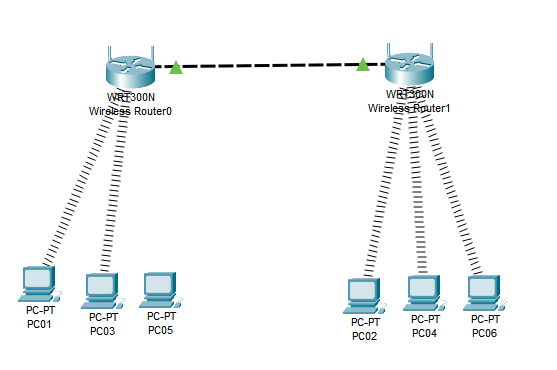 WRT300N
Wireless Router0
WRT300N
Wireless Router1
PC-PT
PC01
PC-PT
PC03
PC-PT
PC05
PC-PT
PC02
PC-PT
PC04
PC-PT
PC06